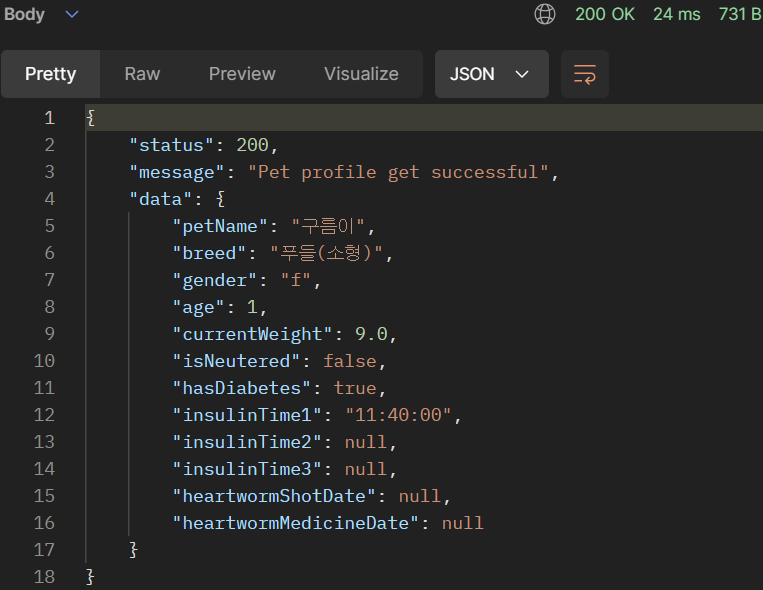 Body 200 OK 24 ms 731 B
Pretty Raw Preview Visualize JSON
1 {
2 "status": 200,
3 "message": "Pet profile get successful",
4 "data": {
5 "petName": "구름이",
6 "breed": "푸들(소형)",
7 "gender": "f",
8 "age": 1,
9 "currentWeight": 9.0,
10 "isNeutered": false,
11 "hasDiabetes": true,
12 "insulinTime1": "11:40:00",
13 "insulinTime2": null,
14 "insulinTime3": null,
15 "heartwormShotDate": null,
16 "heartwormMedicineDate": null
17 }
18 }